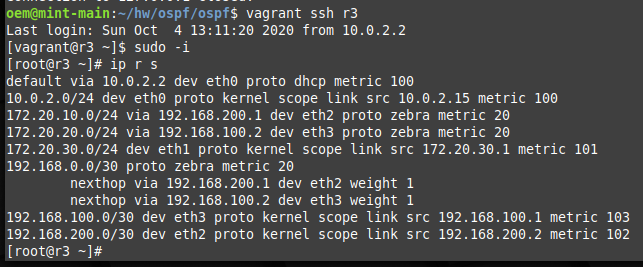 oem@mint-main:~/hw/ospf/ospf$ vagrant ssh r3
Last login: Sun Oct  4 13:11:20 2020 from 10.0.2.2
[vagrant@r3 ~]$ sudo -i
[root@r3 ~]# ip r s
default via 10.0.2.2 dev eth0 proto dhcp metric 100
10.0.2.0/24 dev eth0 proto kernel scope link src 10.0.2.15 metric 100
172.20.10.0/24 via 192.168.200.1 dev eth2 proto zebra metric 20
172.20.20.0/24 via 192.168.100.2 dev eth3 proto zebra metric 20
172.20.30.0/24 dev eth1 proto kernel scope link src 172.20.30.1 metric 101
192.168.0.0/30 proto zebra metric 20
        nexthop via 192.168.200.1 dev eth2 weight 1
        nexthop via 192.168.100.2 dev eth3 weight 1
192.168.100.0/30 dev eth3 proto kernel scope link src 192.168.100.1 metric 103
192.168.200.0/30 dev eth2 proto kernel scope link src 192.168.200.2 metric 102
[root@r3 ~]#